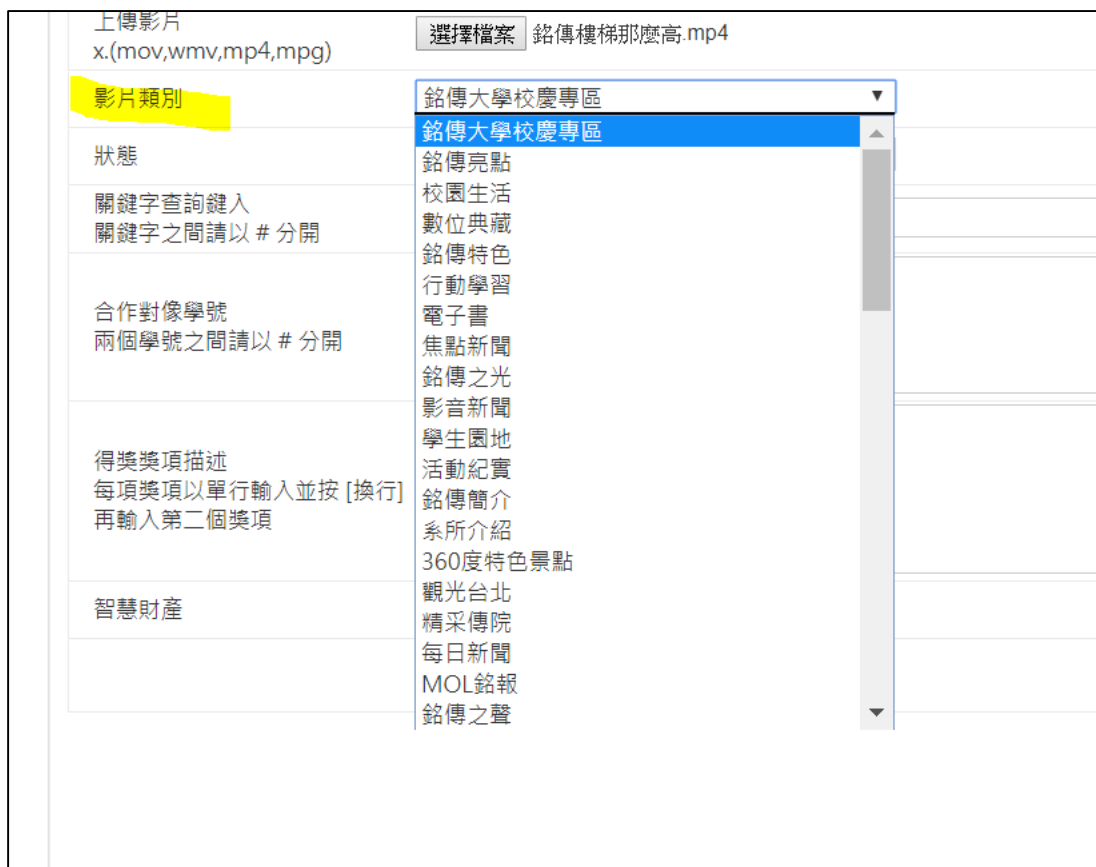 上傳影片
x.(mov,wmv,mp4,mpg)
選擇檔案 銘傳樓梯那麼高.mp4
影片類別
銘傳大學校慶專區
銘傳大學校慶專區
銘傳亮點
校園生活
數位典藏
銘傳特色
行動學習
電子書
焦點新聞
銘傳之光
影音新聞
學生園地
活動紀實
銘傳簡介
系所介紹
360度特色景點
觀光台北
精采傳院
每日新聞
MOL銘報
銘傳之聲
狀態
關鍵字查詢鍵入
關鍵字之間請以 # 分開
合作對像學號
兩個學號之間請以 # 分開
得獎獎項描述
每項獎項以單行輸入並按 [換行]
再輸入第二個獎項
智慧財產